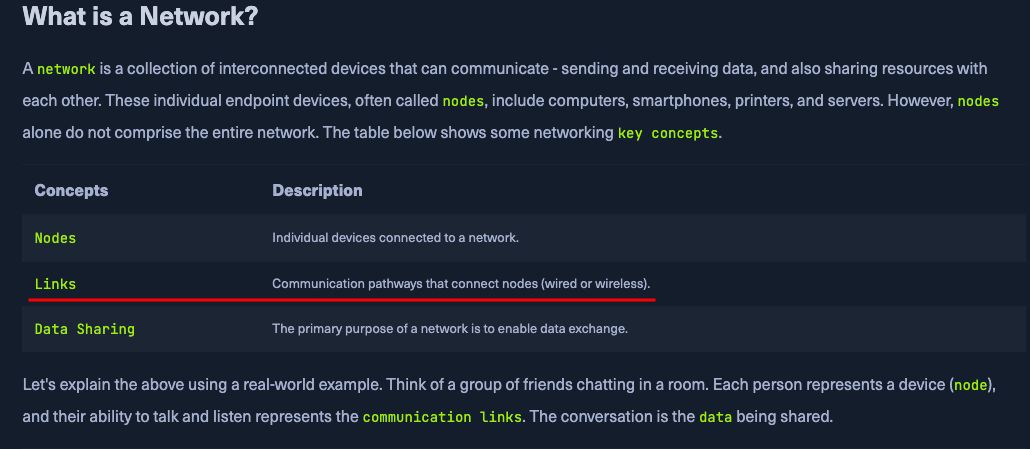 What is a Network?
A network is a collection of interconnected devices that can communicate - sending and receiving data, and also sharing resources with
each other. These individual endpoint devices, often called nodes, include computers, smartphones, printers, and servers. However, nodes
alone do not comprise the entire network. The table below shows some networking key concepts.
Concepts Description
Nodes Individual devices connected to a network.
Links Communication pathways that connect nodes (wired or wireless).
Data Sharing The primary purpose of a network is to enable data exchange.
Let's explain the above using a real-world example. Think of a group of friends chatting in a room. Each person represents a device (node),
and their ability to talk and listen represents the communication links. The conversation is the data being shared.